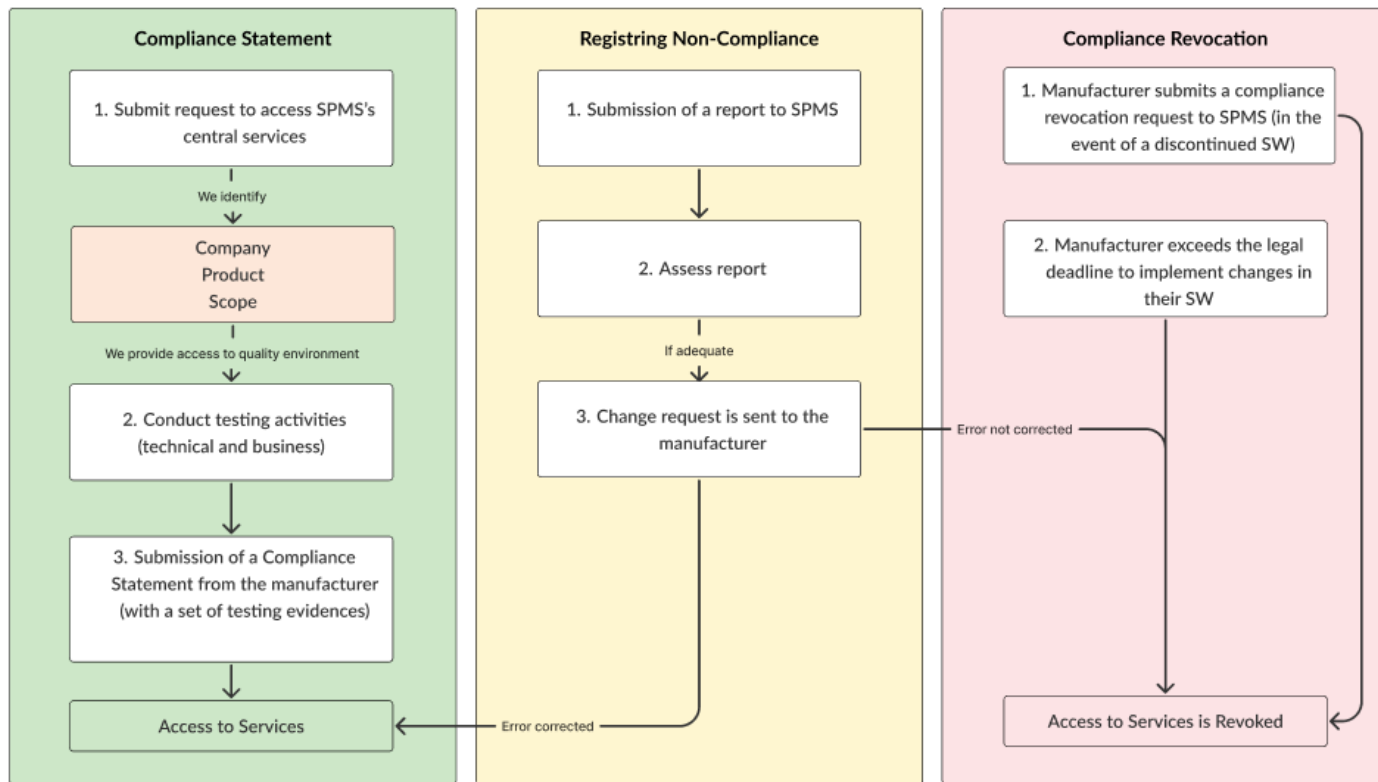 Compliance Statement
1. Submit request to access SPMS's
central services
We identify
Company
Product
Scope
We provide access to quality environment
2. Conduct testing activities
(technical and business)
3. Submission of a Compliance
Statement from the manufacturer
(with a set of testing evidences)
Access to Services
Registring Non-Compliance
1. Submission of a report to SPMS
2. Assess report
If adequate
3. Change request is sent to the
manufacturer
Error not corrected
Error corrected
Compliance Revocation
1. Manufacturer submits a compliance
revocation request to SPMS (in the
event of a discontinued SW)
2. Manufacturer exceeds the legal
deadline to implement changes in
their SW
Access to Services is Revoked